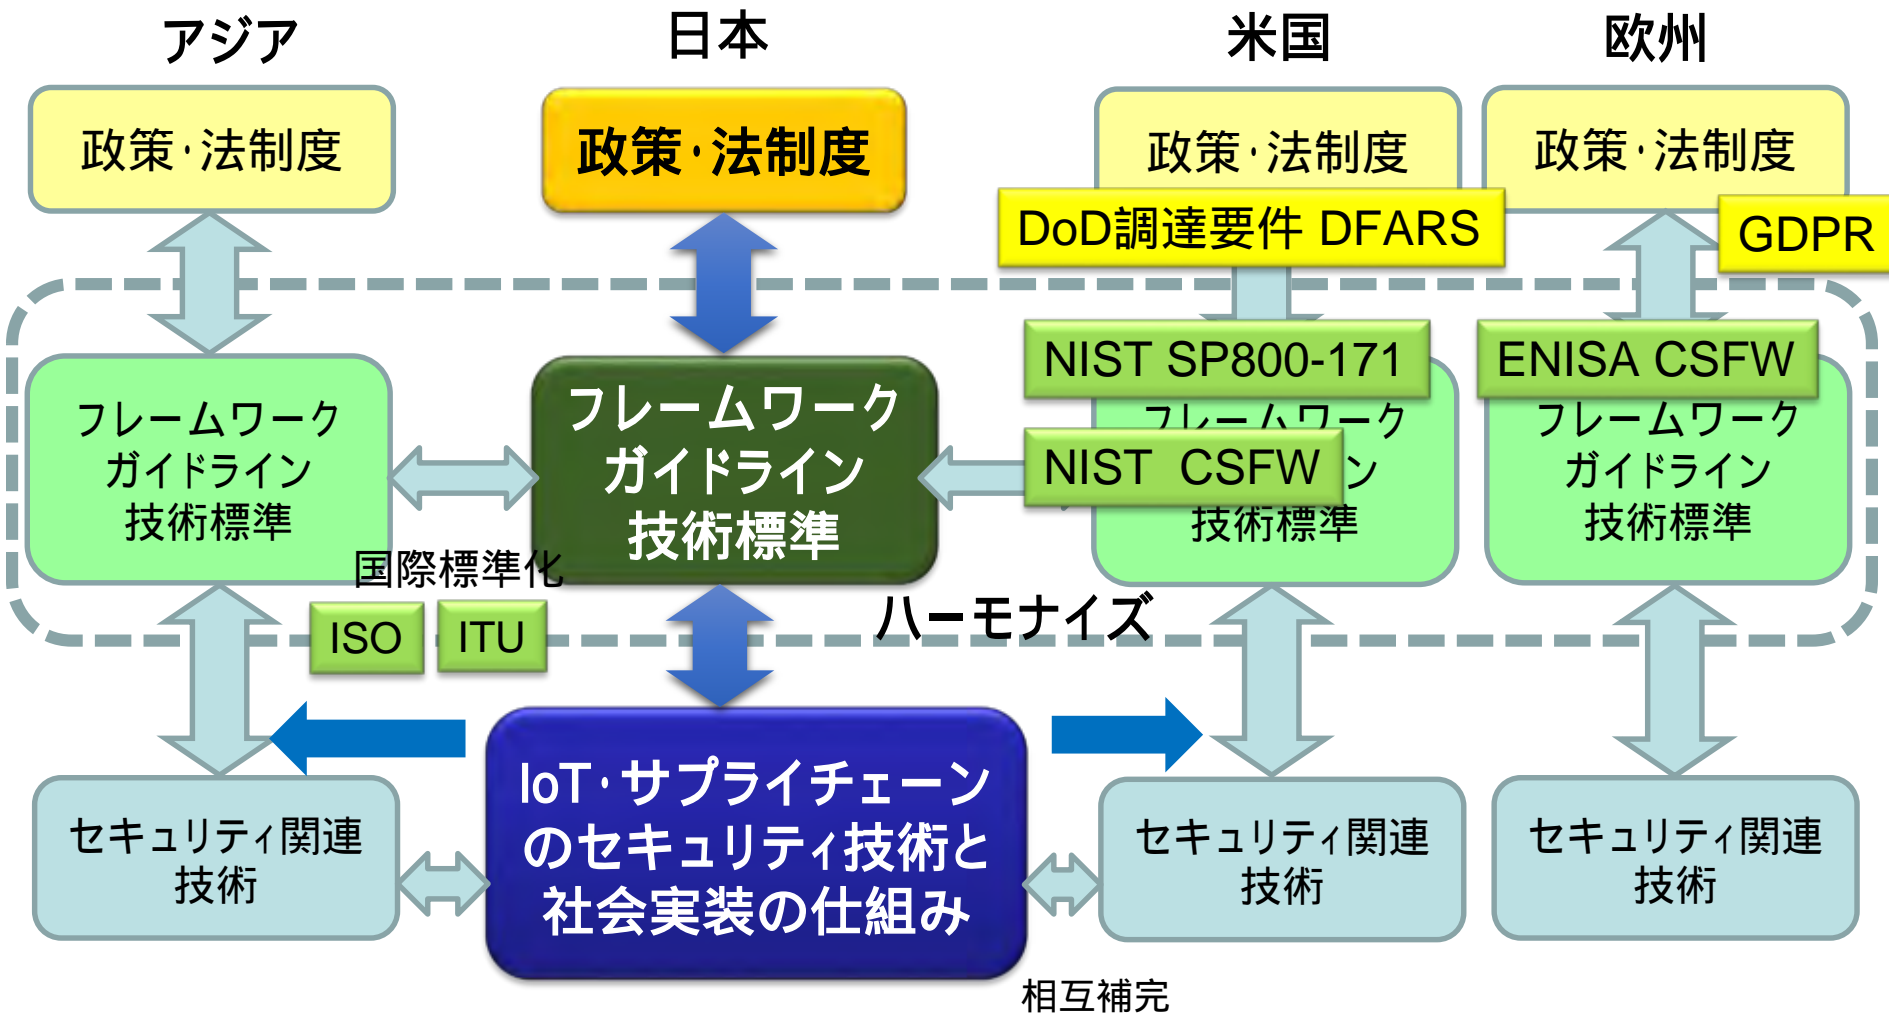 アジア
日本
米国
欧州
政策・法制度
政策・法制度
政策・法制度
政策・法制度
DoD調達要件 DFARS
GDPR
NIST SP800-171
ENISA CSFW
フレームワーク
ガイドライン
技術標準
フレームワーク
ガイドライン
技術標準
フレームワーク
NIST CSFW
ン
技術標準
フレームワーク
ガイドライン
技術標準
国際標準化
ISO
ITU
ハーモナイズ
IoT・サプライチェーン
のセキュリティ技術と
社会実装の仕組み
セキュリティ関連
技術
セキュリティ関連
技術
セキュリティ関連
技術
相互補完